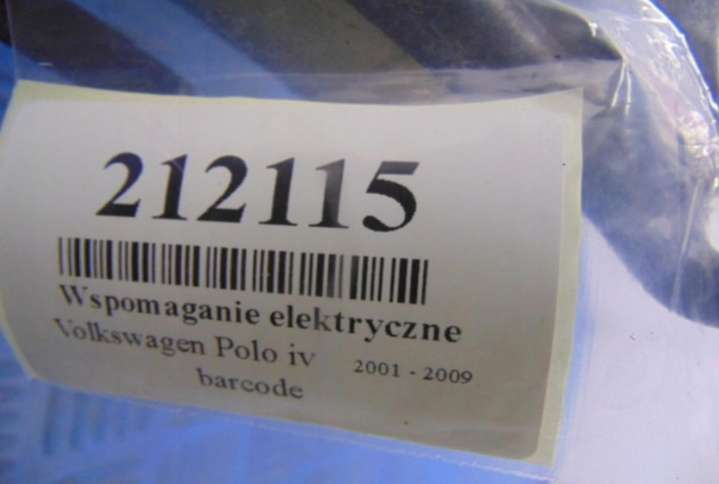 212115
Wspomaganie elektryczne
Volkswagen Polo iv 2001 - 2009
barcode